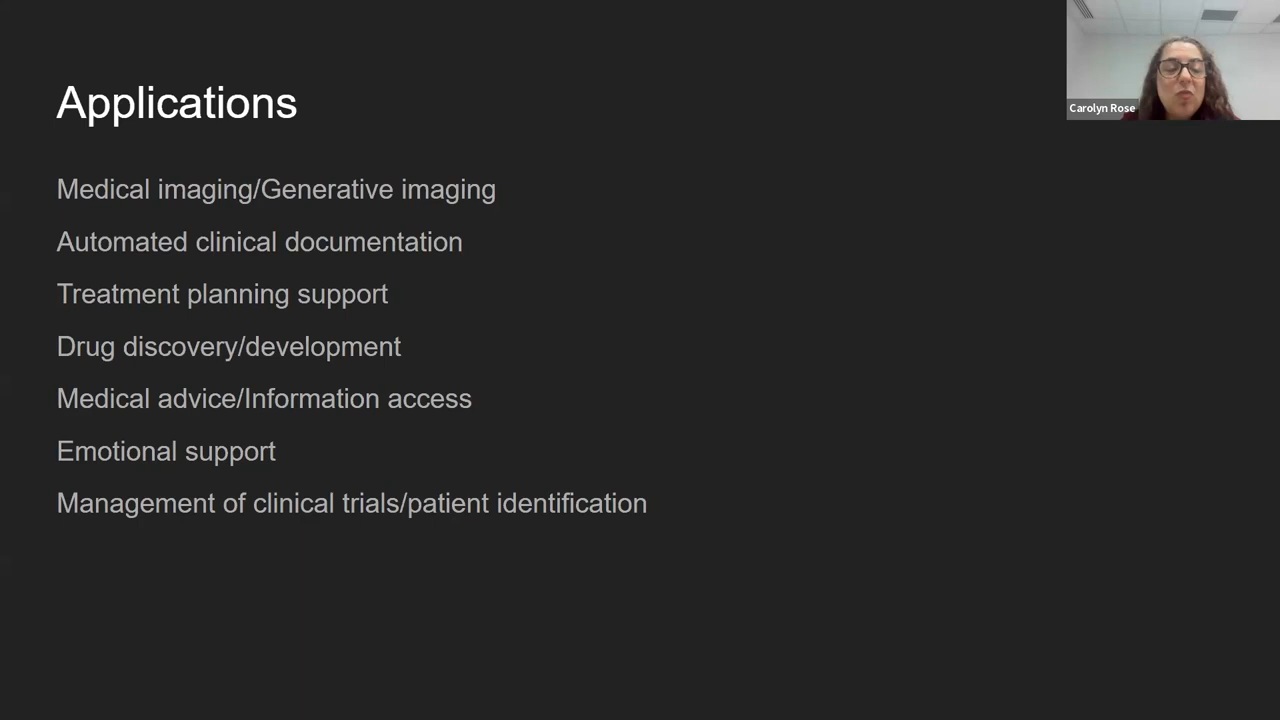 Applications
Carolyn Rose
Medical imaging/Generative imaging
Automated clinical documentation
Treatment planning support
Drug discovery/development
Medical advice/Information access
Emotional support
Management of clinical trials/patient identification